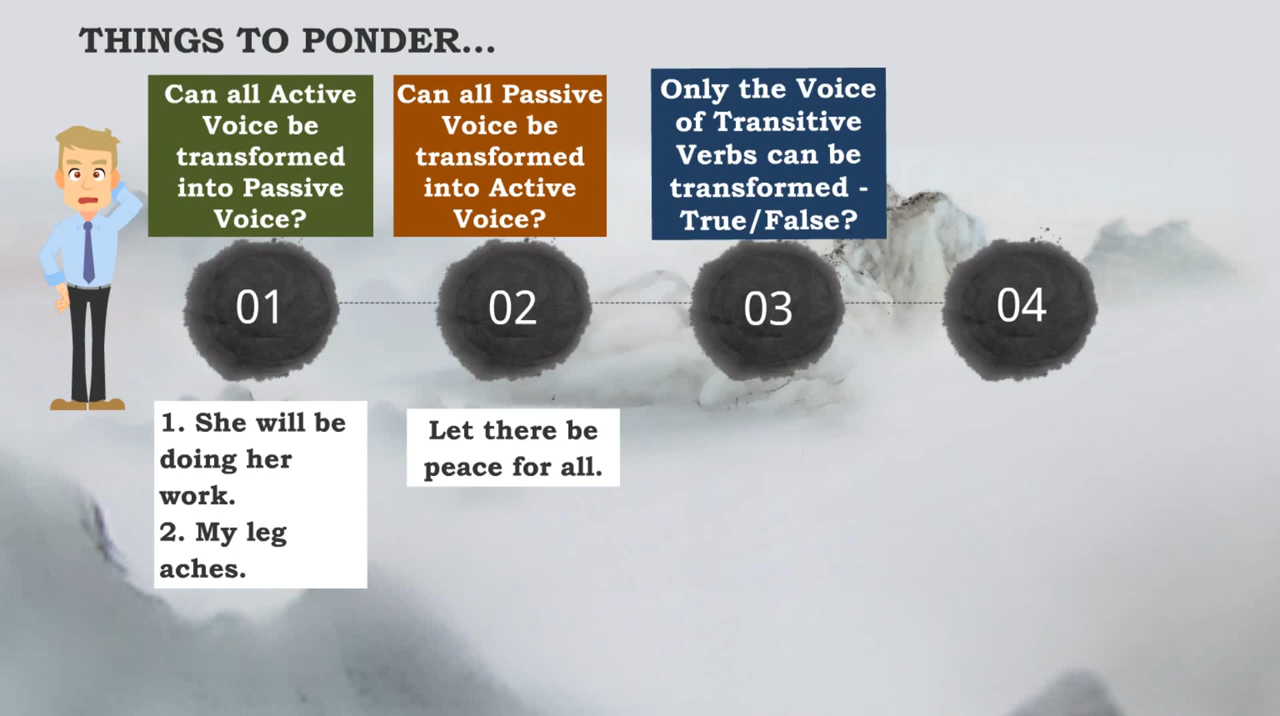 THINGS TO PONDER...
Can all Active
Voice be
transformed
into Passive
Voice?
Can all Passive
Voice be
transformed
into Active
Voice?
Only the Voice
of Transitive
Verbs can be
transformed -
True/False?
01
02
03
04
1. She will be
doing her
work.
2. My leg
aches.
Let there be
peace for all.